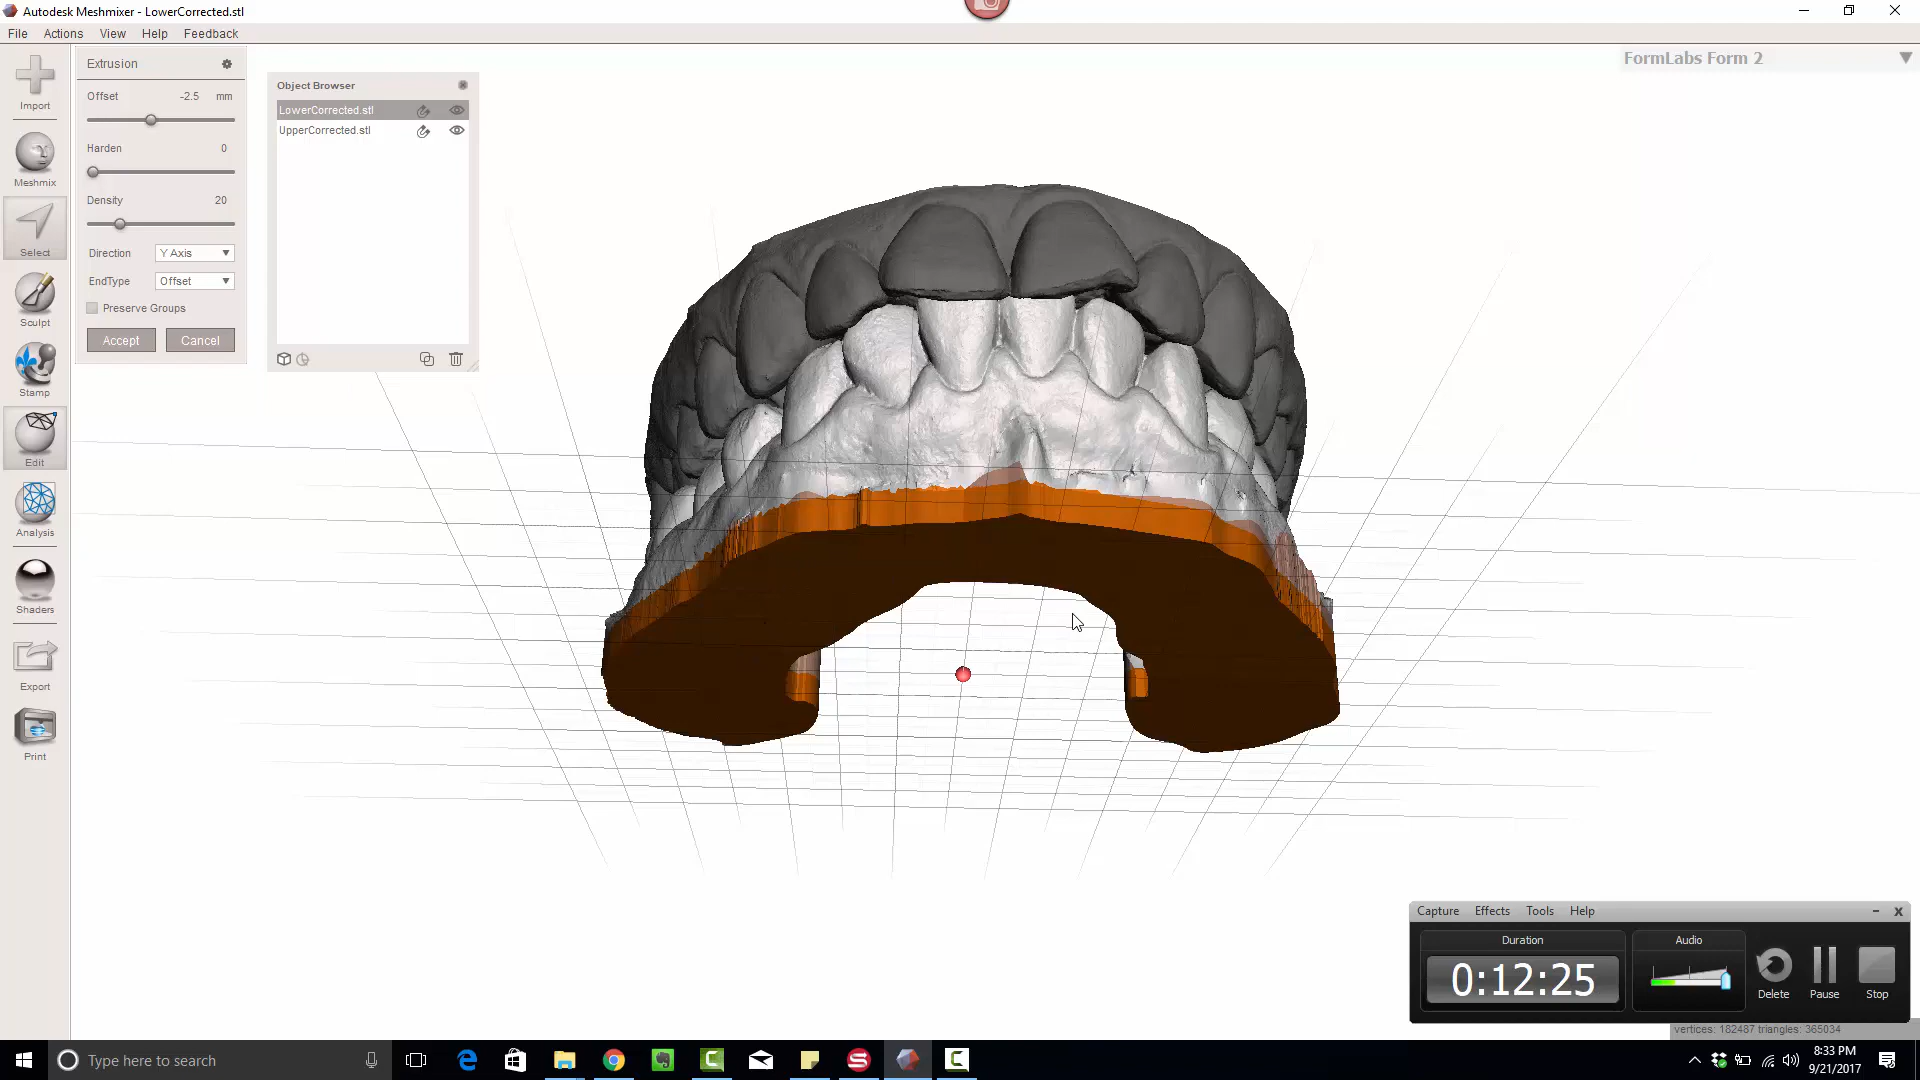 Autodesk Meshmixer - LowerCorrected.stl
File Actions View Help Feedback
FormLabs Form 2
Import
Meshmix
Select
Sculpt
Stamp
Edit
Analysis
Shaders
Export
Print
Extrusion
Offset -2.5 mm
Harden 0
Density 20
Direction Y Axis
EndType Offset
Preserve Groups
Accept Cancel
Object Browser
LowerCorrected.stl
UpperCorrected.stl
Capture Effects Tools Help
Duration Audio
0:12:25
Delete Pause Stop
vertices: 182487 triangles: 365034
Type here to search
8:33 PM
9/21/2017